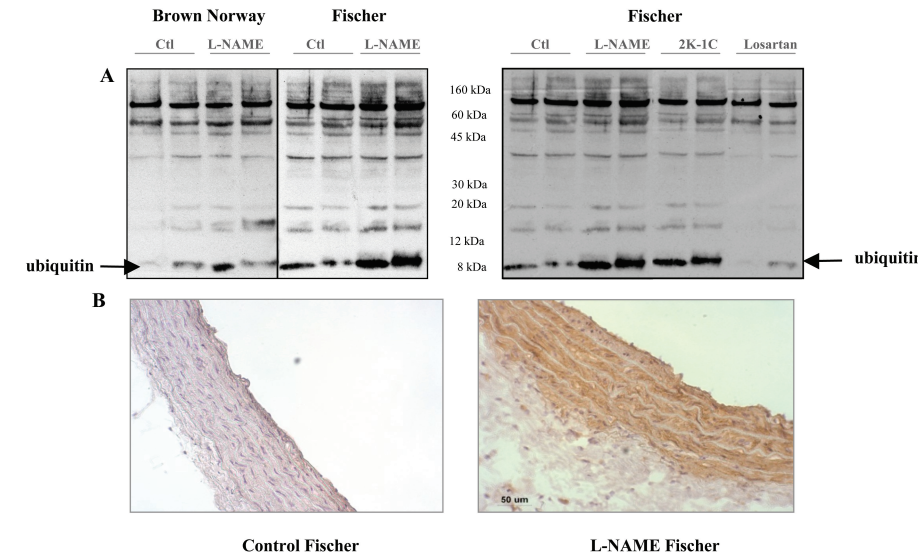 Brown Norway Fischer Fischer
Ctl L-NAME Ctl L-NAME Ctl L-NAME 2K-1C Losartan
A
160 kDa
60 kDa
45 kDa
30 kDa
20 kDa
12 kDa
8 kDa
ubiquitin
ubiquitin
B
50 um
Control Fischer L-NAME Fischer